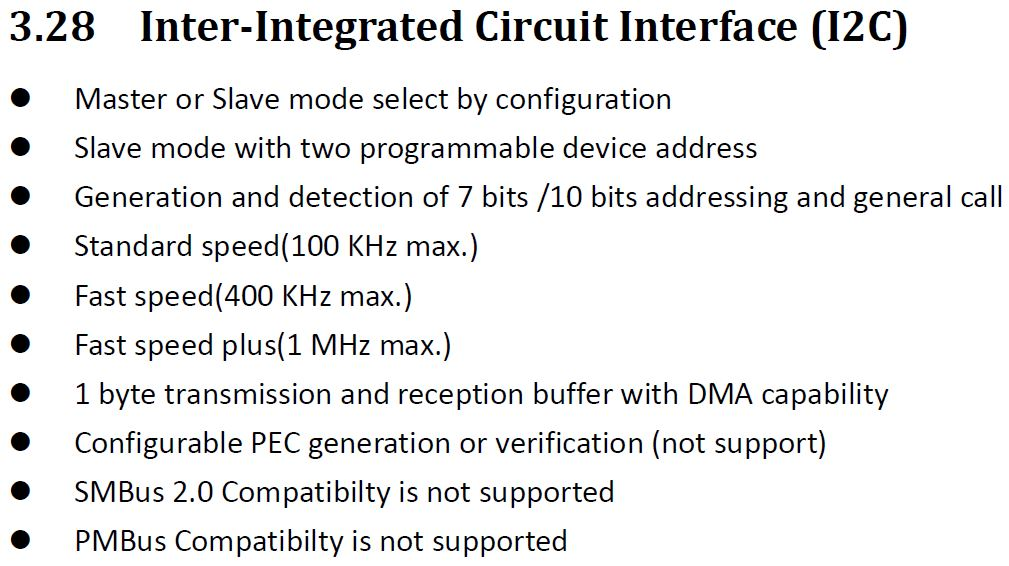 3.28 Inter-Integrated Circuit Interface (I2C)
● Master or Slave mode select by configuration
● Slave mode with two programmable device address
● Generation and detection of 7 bits /10 bits addressing and general call
● Standard speed(100 KHz max.)
● Fast speed(400 KHz max.)
● Fast speed plus(1 MHz max.)
● 1 byte transmission and reception buffer with DMA capability
● Configurable PEC generation or verification (not support)
● SMBus 2.0 Compatibilty is not supported
● PMBus Compatibilty is not supported